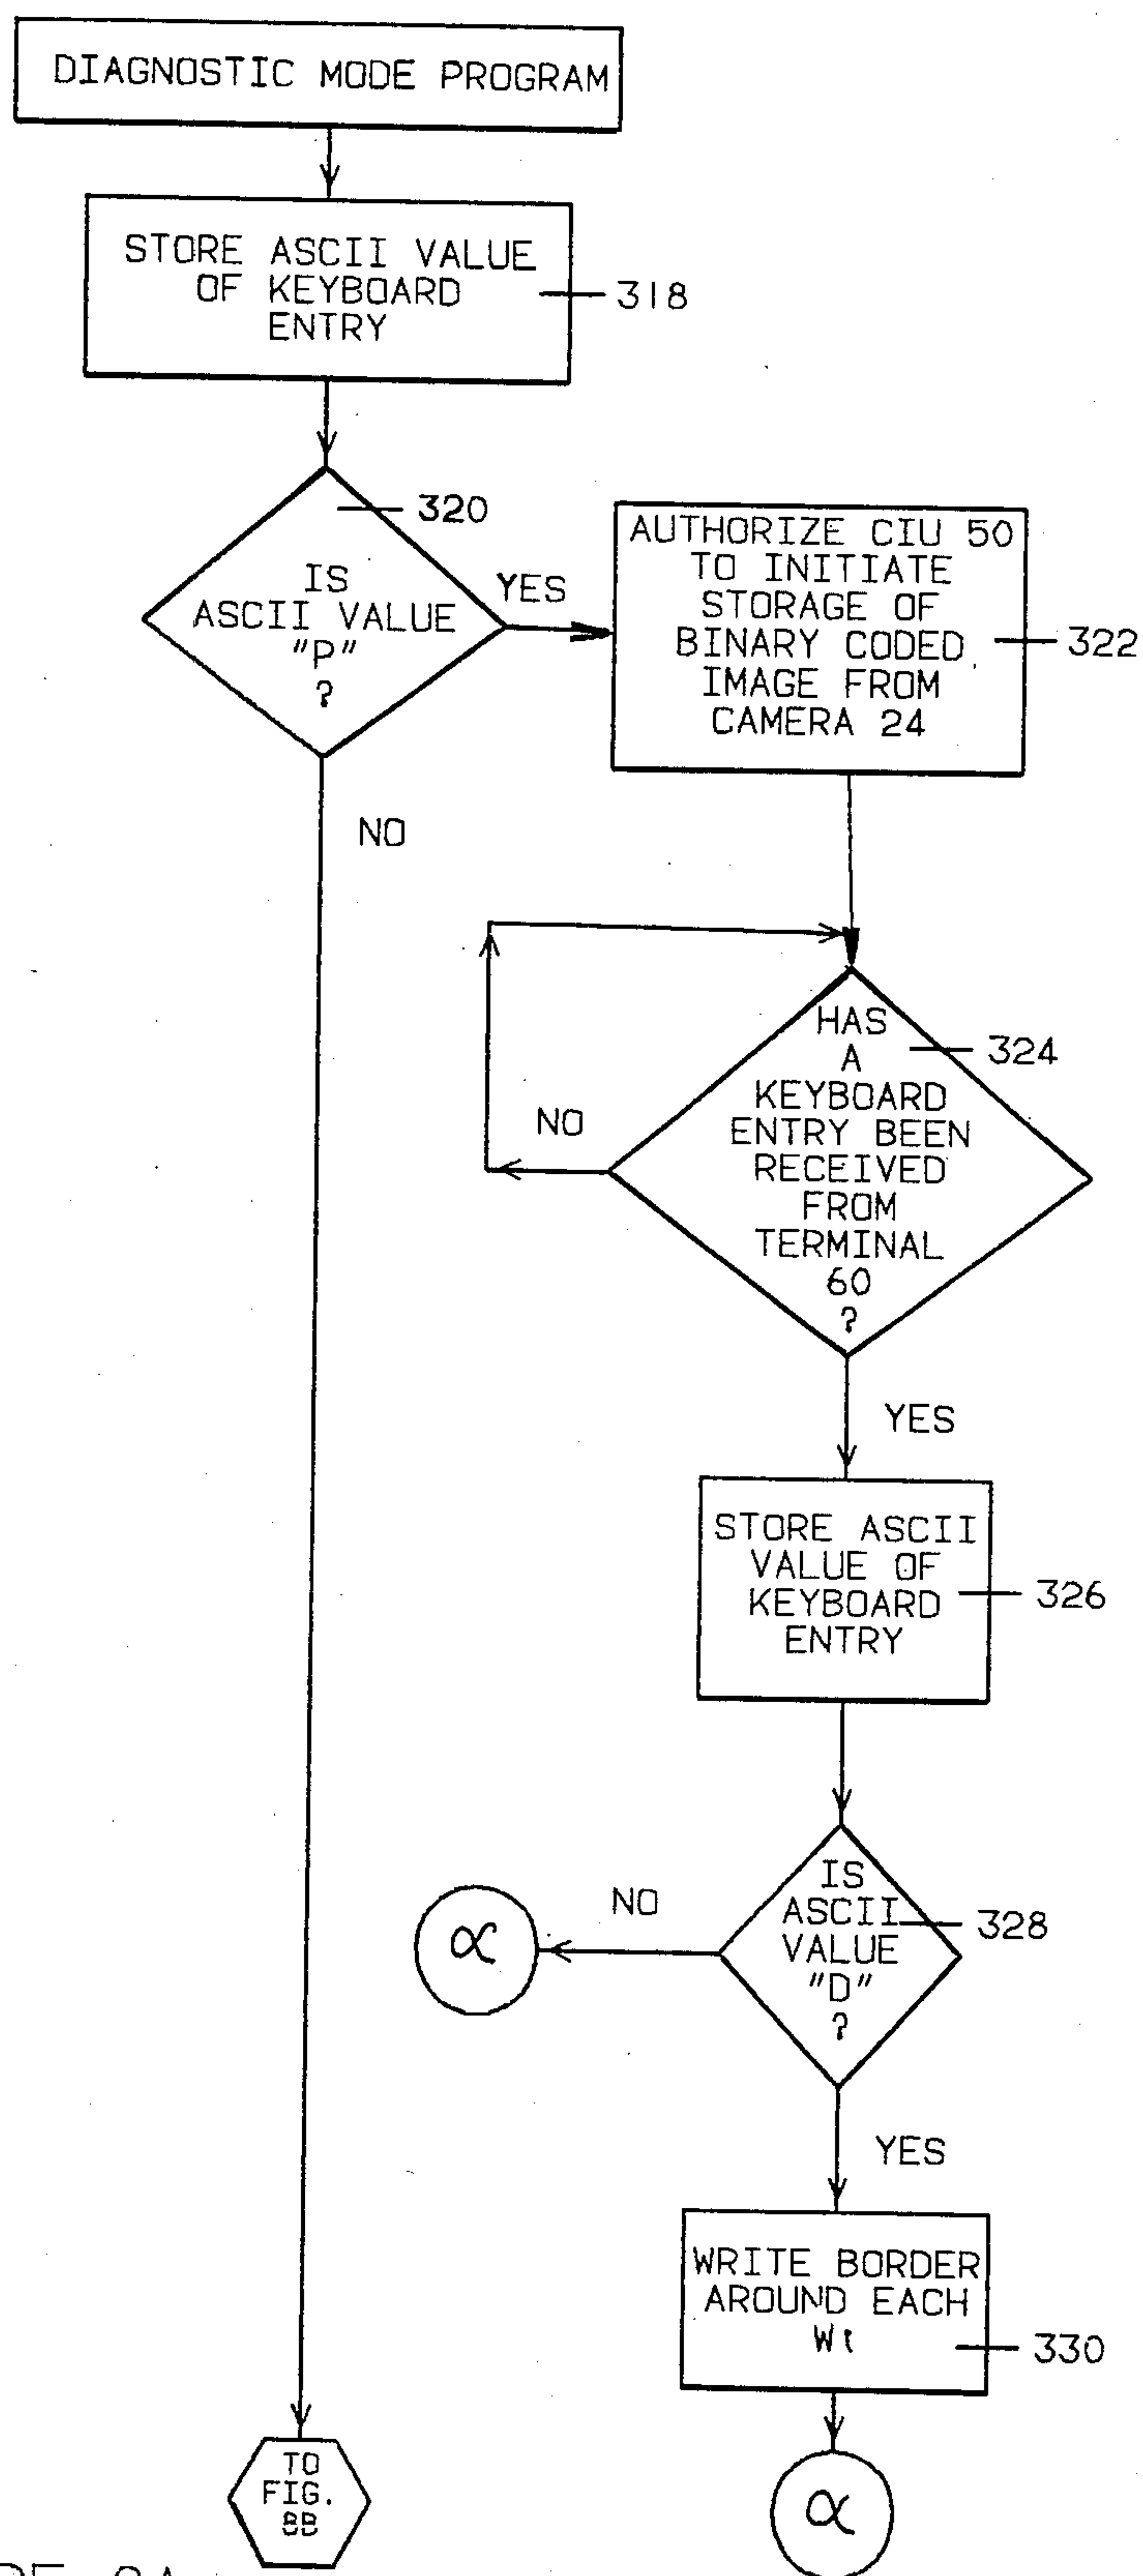 DIAGNOSTIC MODE PROGRAM
STORE ASCII VALUE
OF KEYBOARD
ENTRY
318
320
IS
ASCII VALUE
"P"
?
YES
NO
AUTHORIZE CIU 50
TO INITIATE
STORAGE OF
BINARY CODED
IMAGE FROM
CAMERA 24
322
HAS
A
KEYBOARD
ENTRY BEEN
RECEIVED
FROM
TERMINAL
60
?
324
NO
YES
STORE ASCII
VALUE OF
KEYBOARD
ENTRY
326
IS
ASCII
VALUE
"D"
?
328
NO
∝
YES
WRITE BORDER
AROUND EACH
330
∝
TO
FIG.
8B